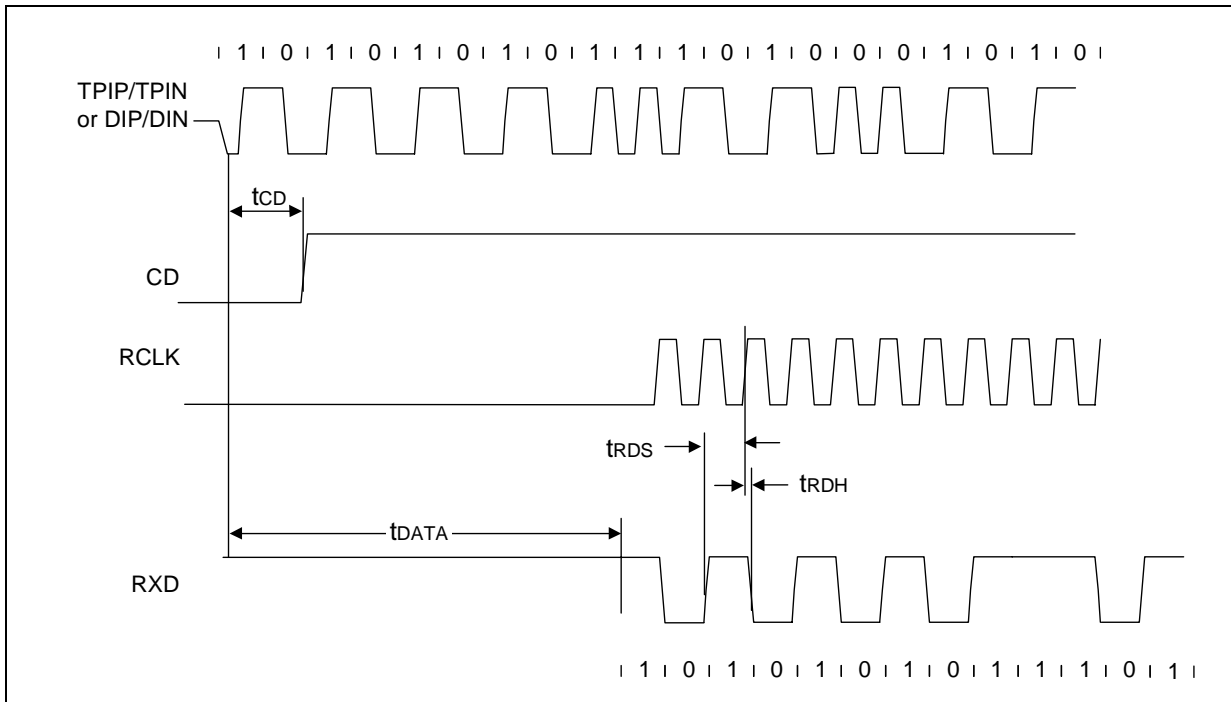 1 0 1 0 1 0 1 0 1 1 1 0 1 0 0 0 1 0 1 0
TPIP/TPIN
or DIP/DIN
tCD
CD
RCLK
tRDS
tRDH
tDATA
RXD
1 0 1 0 1 0 1 0 1 1 1 0 1